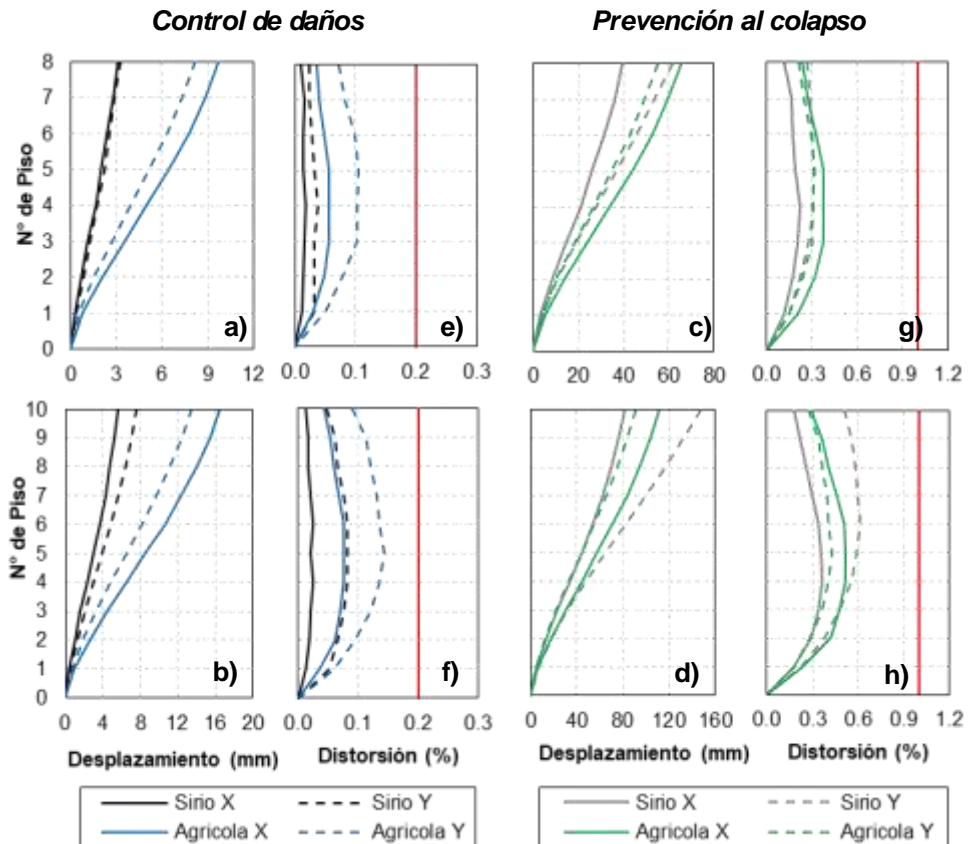 Control de daños
Prevención al colapso
N° de Piso
8
7
6
5
4
3
2
1
0
a)
0 3 6 9 12
e)
0.0 0.1 0.2 0.3
c)
0 20 40 60 80
g)
0.0 0.3 0.6 0.9 1.2
N° de Piso
10
9
8
7
6
5
4
3
2
1
0
b)
0 4 8 12 16 20
f)
0.0 0.1 0.2 0.3
d)
0 40 80 120 160
h)
0.0 0.3 0.6 0.9 1.2
Desplazamiento (mm)
Distorsión (%)
Desplazamiento (mm)
Distorsión (%)
Sirio X
Sirio Y
Agricola X
Agricola Y
Sirio X
Sirio Y
Agricola X
Agricola Y